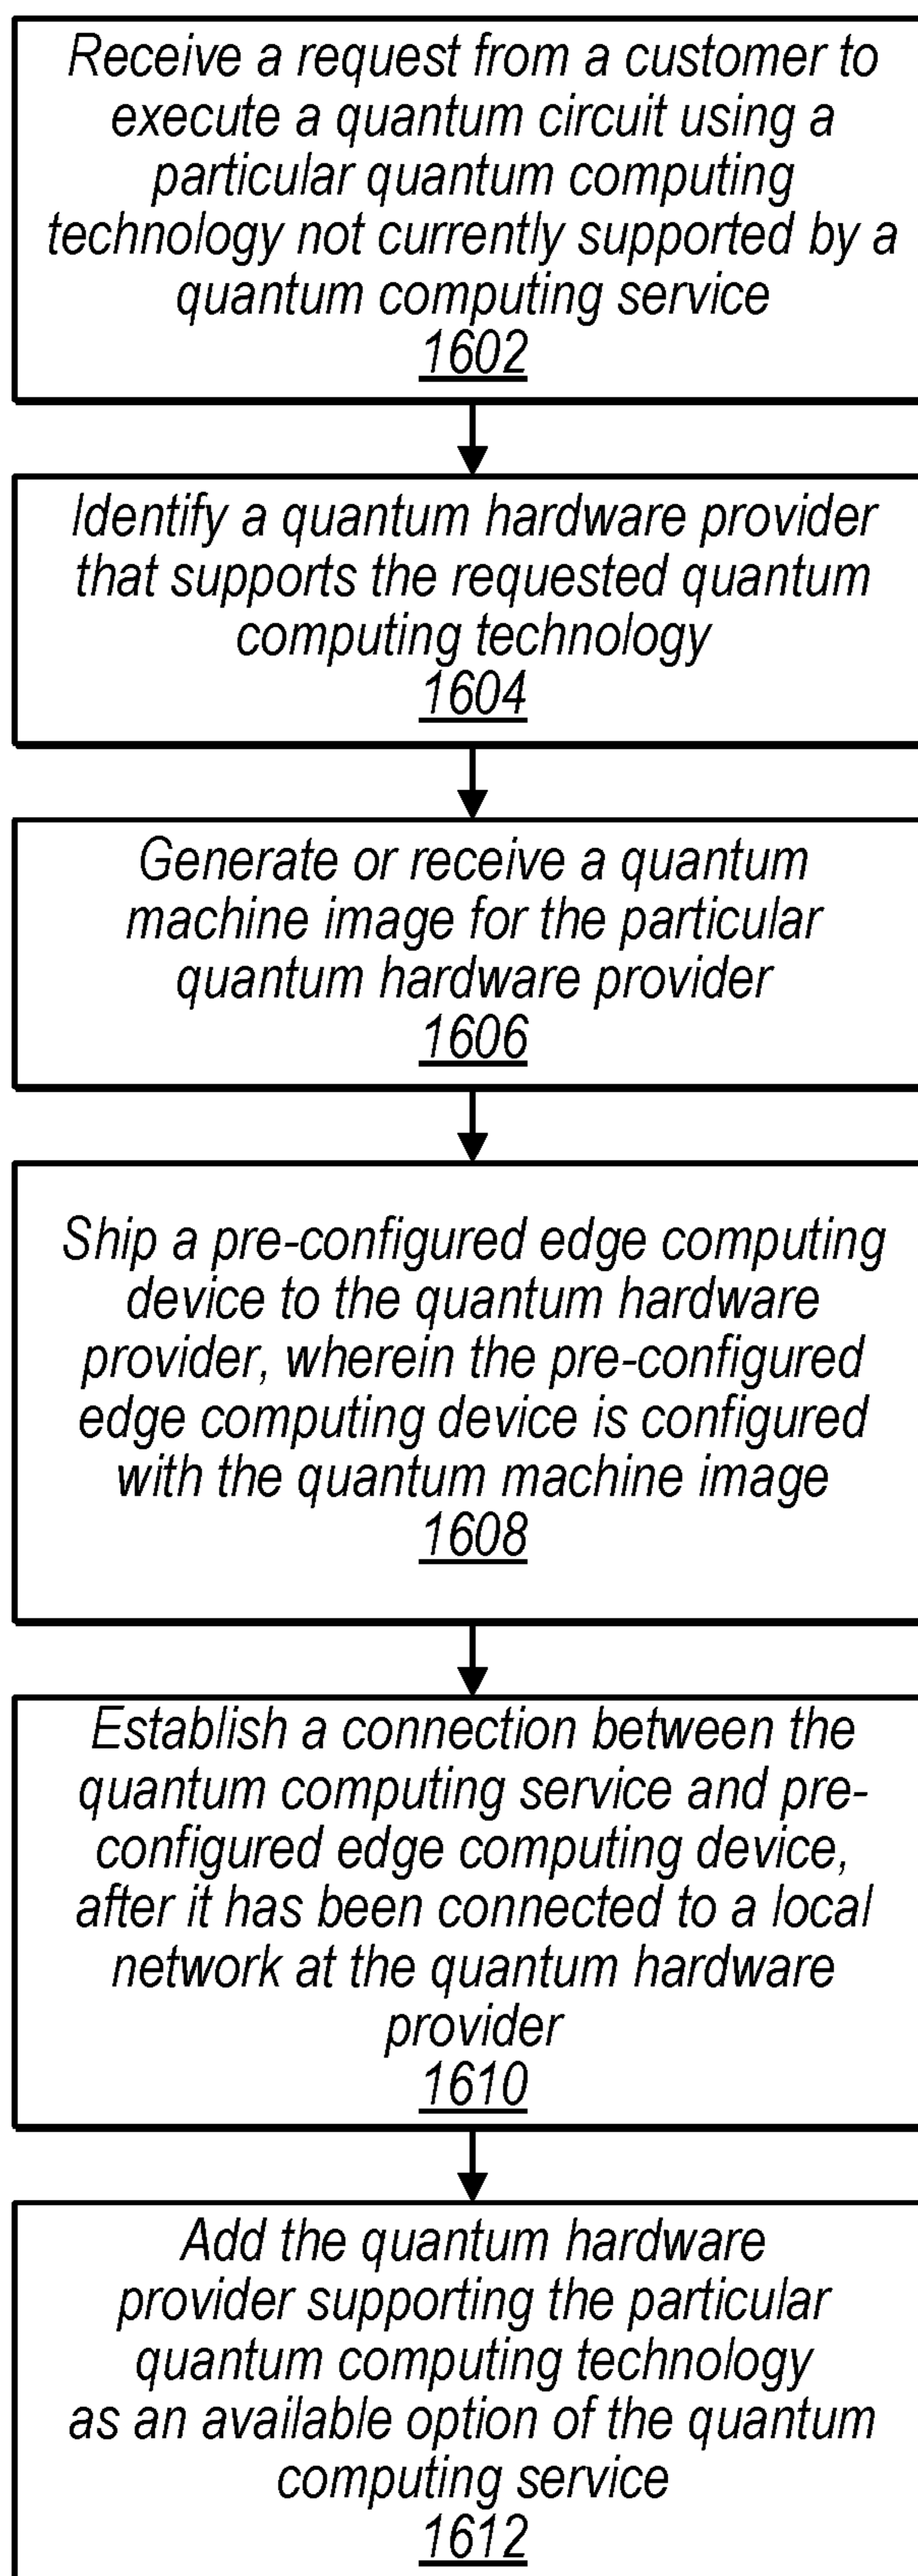 Receive a request from a customer to
execute a quantum circuit using a
particular quantum computing
technology not currently supported by a
quantum computing service
1602
Identify a quantum hardware provider
that supports the requested quantum
computing technology
1604
Generate or receive a quantum
machine image for the particular
quantum hardware provider
1606
Ship a pre-configured edge computing
device to the quantum hardware
provider, wherein the pre-configured
edge computing device is configured
with the quantum machine image
1608
Establish a connection between the
quantum computing service and pre-
configured edge computing device,
after it has been connected to a local
network at the quantum hardware
provider
1610
Add the quantum hardware
provider supporting the particular
quantum computing technology
as an available option of the quantum
computing service
1612